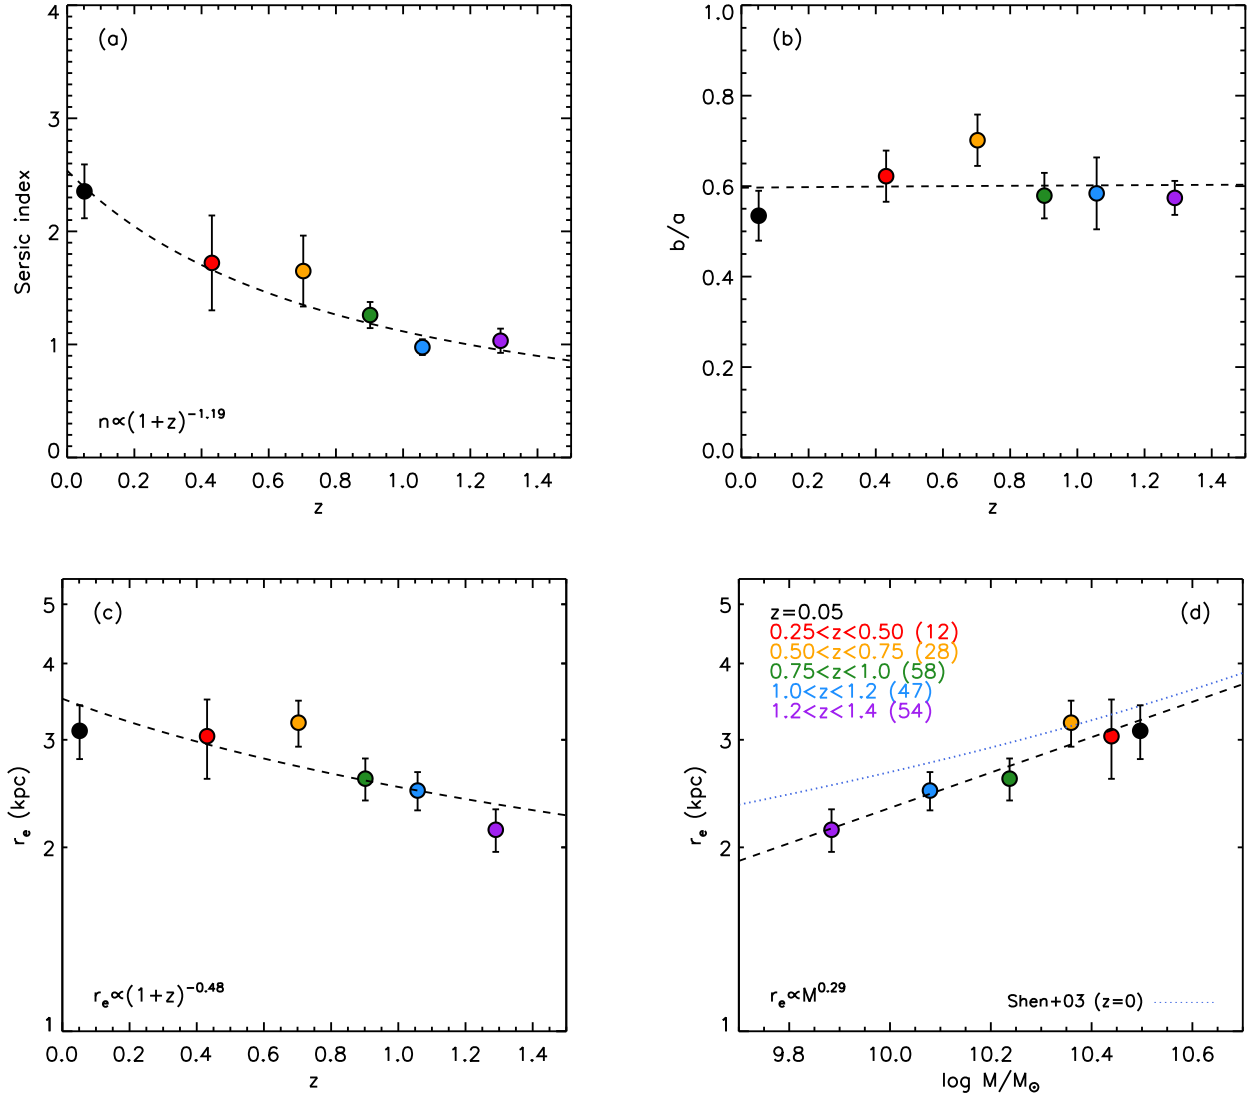 (a)
4
3
2
1
0
Sersic index
n∝(1+z)^-1.19
0.0 0.2 0.4 0.6 0.8 1.0 1.2 1.4
z
(b)
1.0
0.8
0.6
0.4
0.2
0.0
b/a
0.0 0.2 0.4 0.6 0.8 1.0 1.2 1.4
z
(c)
5
4
3
2
1
r_e (kpc)
r_e∝(1+z)^-0.48
0.0 0.2 0.4 0.6 0.8 1.0 1.2 1.4
z
(d)
z=0.05
0.25<z<0.50 (12)
0.50<z<0.75 (28)
0.75<z<1.0 (58)
1.0<z<1.2 (47)
1.2<z<1.4 (54)
5
4
3
2
1
r_e (kpc)
r_e∝M^0.29
Shen+03 (z=0)
9.8 10.0 10.2 10.4 10.6
log M/M_⊙